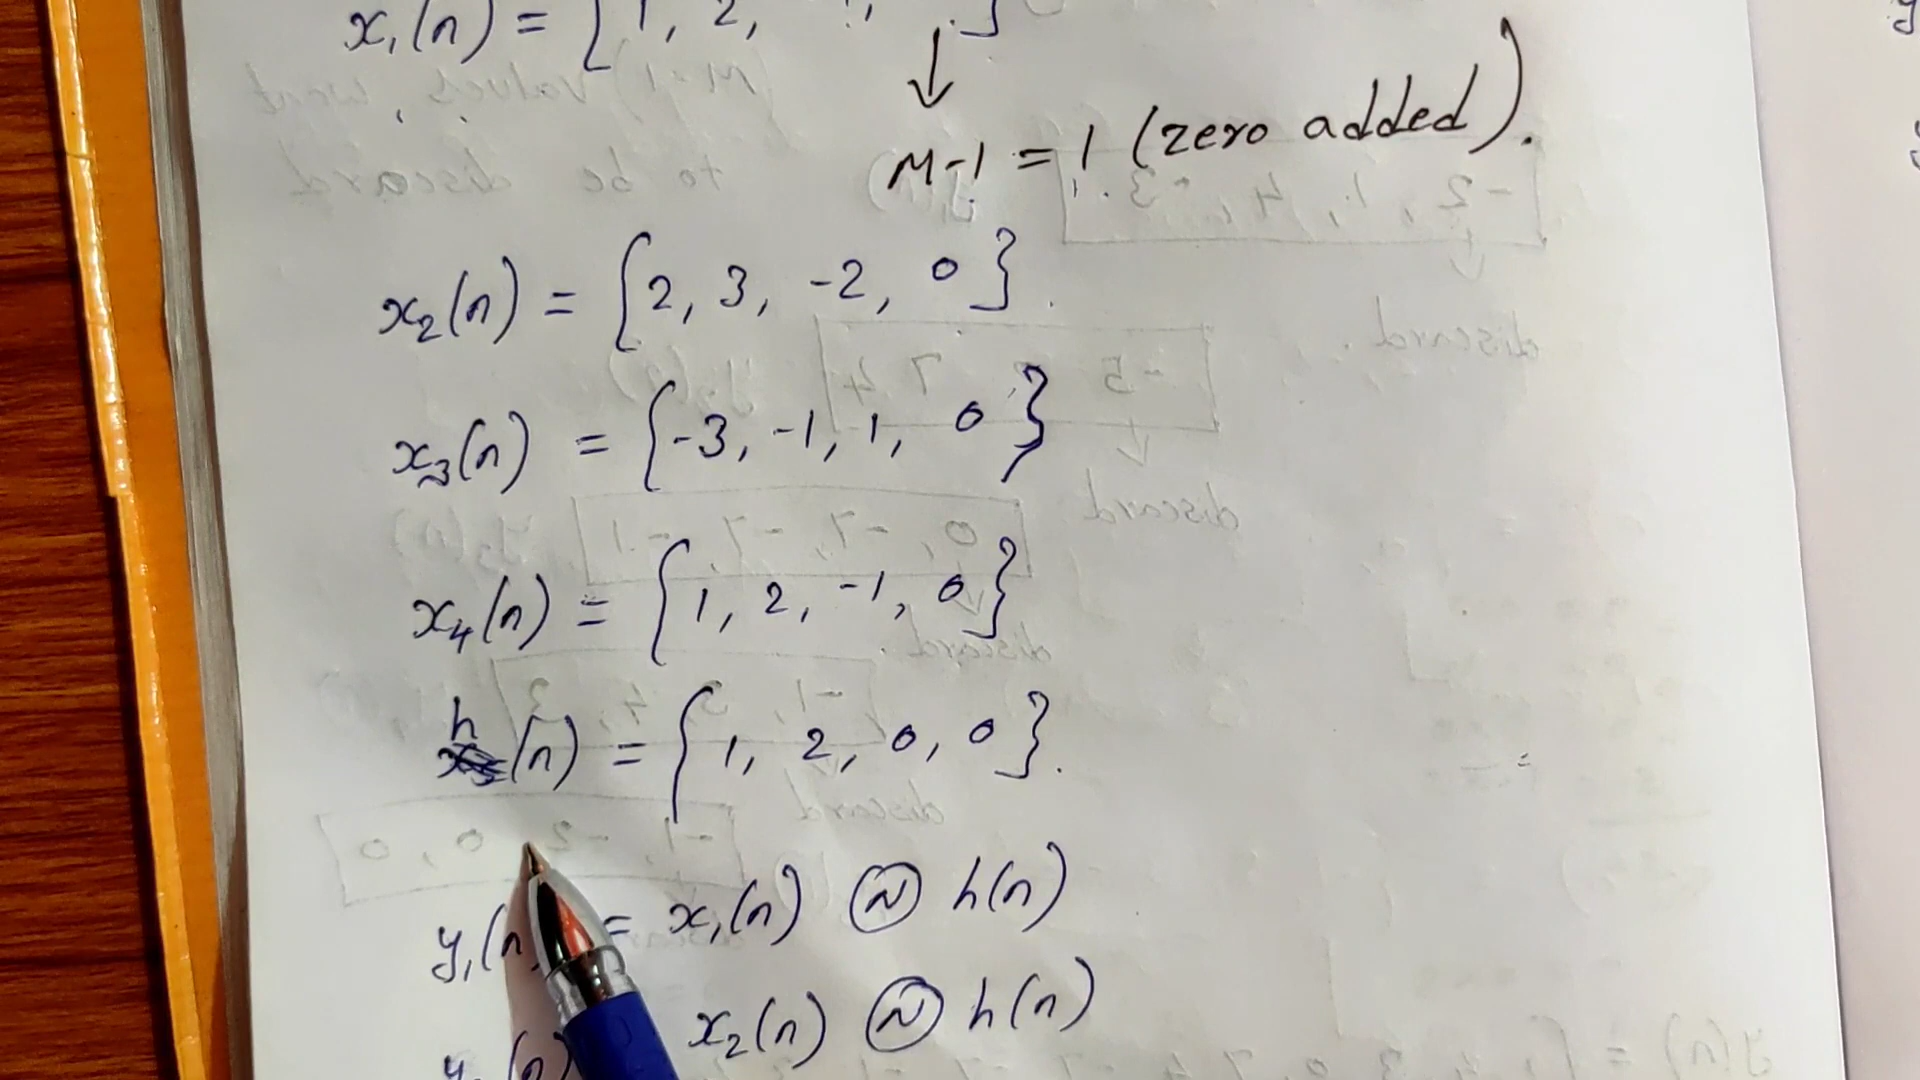 x₁(n) = { 1, 2,
M-1 = 1 (zero added).
x₂(n) = { 2, 3, -2, 0 }.
x₃(n) = { -3, -1, 1, 0 }
x₄(n) = { 1, 2, -1, 0 }
h(n) = { 1, 2, 0, 0 }.
y₁(n) = x₁(n) Ⓝ h(n)
x₂(n) Ⓝ h(n)